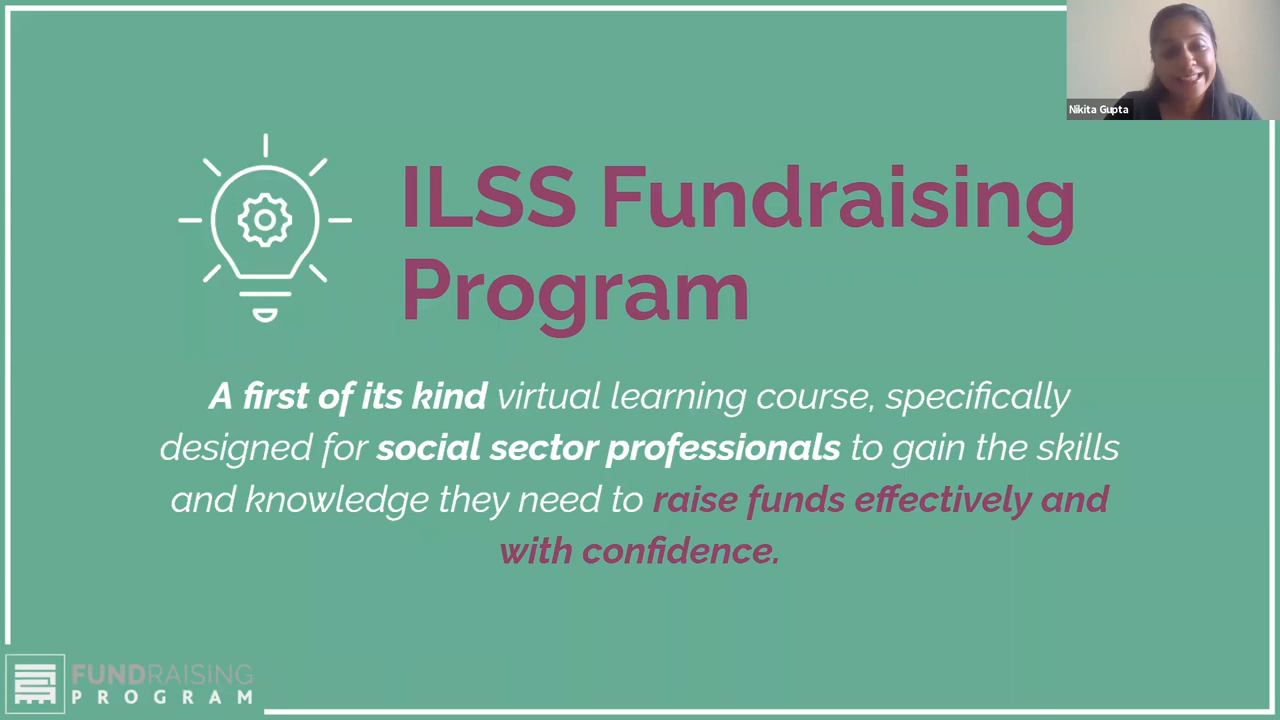 Nikita Gupta
ILSS Fundraising
Program
A first of its kind virtual learning course, specifically
designed for social sector professionals to gain the skills
and knowledge they need to raise funds effectively and
with confidence.
FUNDRAISING
PROGRAM